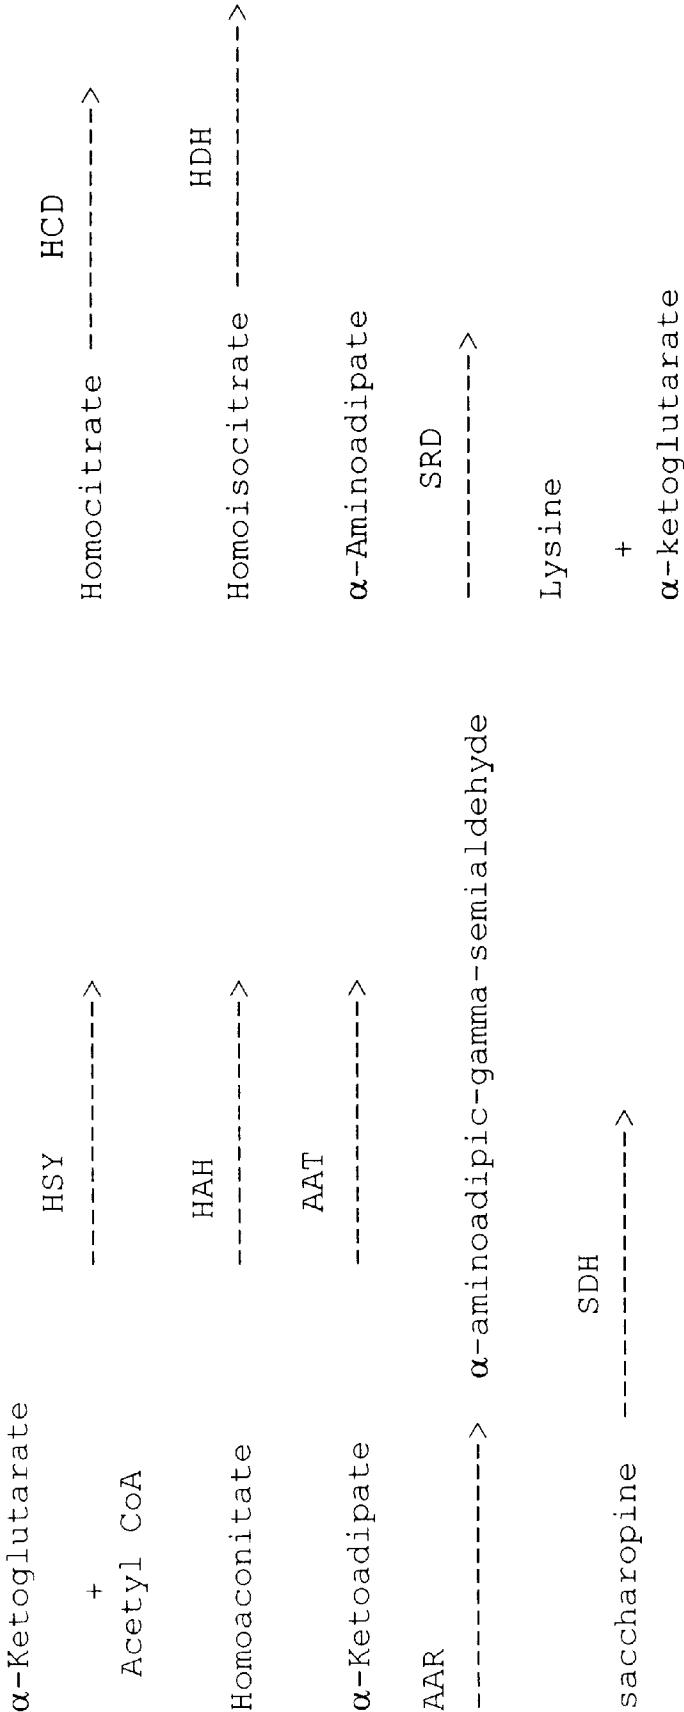 α-Ketoglutarate
HSY HCD
+ -------------> Homocitrate ------------->
Acetyl CoA
HAH HDH
Homoaconitate -------------> Homoisocitrate ------------->
AAT
α-Ketoadipate -------------> α-Aminoadipate
AAR SRD
-------------> α-aminoadipic-gamma-semialdehyde ------------->
SDH Lysine
saccharopine -------------> +
α-ketoglutarate